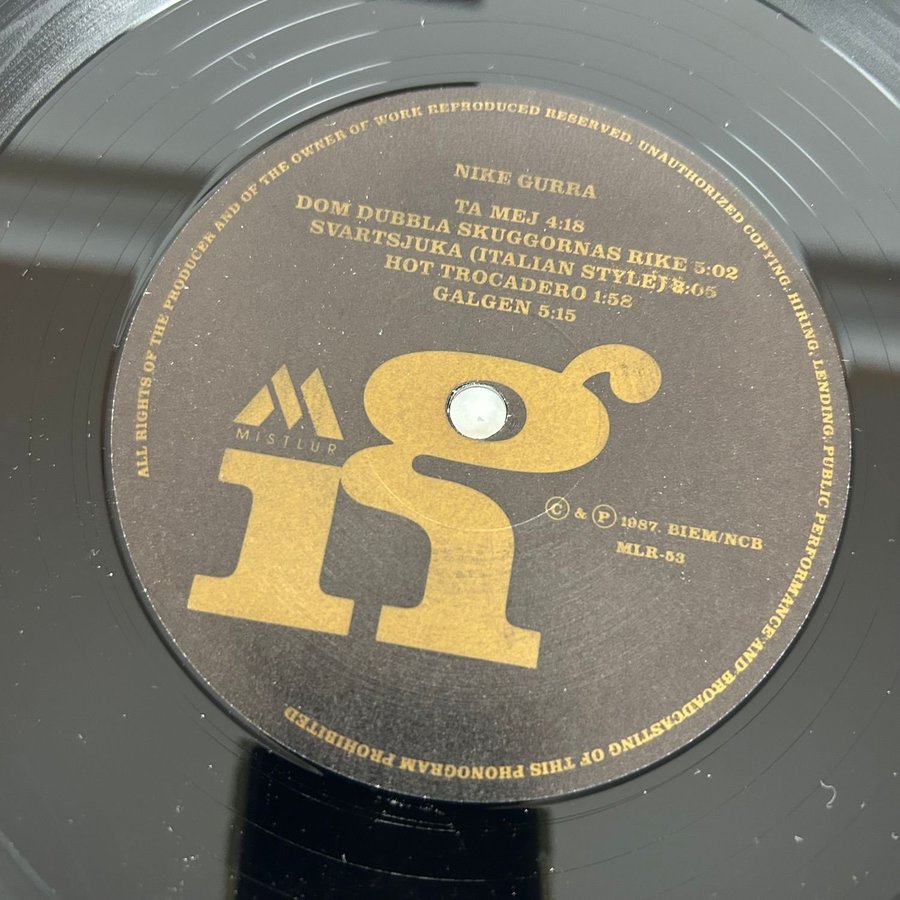 ALL RIGHTS OF THE PRODUCER AND OF THE OWNER OF WORK REPRODUCED RESERVED. UNAUTHORIZED COPYING, HIRING, LENDING, PUBLIC PERFORMANCE AND BROADCASTING OF THIS PHONOGRAM PROHIBITED
NIKE GURRA
TA MEJ 4:18
DOM DUBBLA SKUGGORNAS RIKE 5:02
SVARTSJUKA (ITALIAN STYLE)
HOT TROCADERO 1:58
GALGEN 5:15
M
MISTLUR
ng
© & ℗ 1987. BIEM/NCB
MLR-53